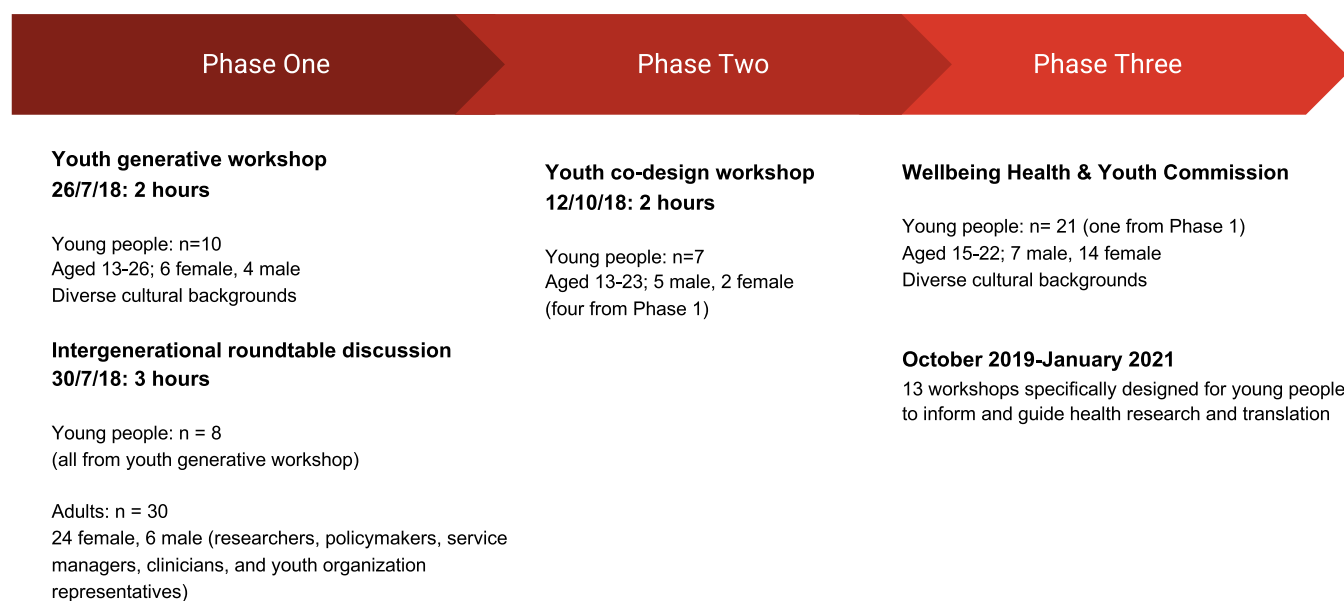 Phase One
Phase Two
Phase Three
Youth generative workshop
26/7/18: 2 hours
Young people: n=10
Aged 13-26; 6 female, 4 male
Diverse cultural backgrounds
Intergenerational roundtable discussion
30/7/18: 3 hours
Young people: n = 8
(all from youth generative workshop)
Adults: n = 30
24 female, 6 male (researchers, policymakers, service
managers, clinicians, and youth organization
representatives)
Youth co-design workshop
12/10/18: 2 hours
Young people: n=7
Aged 13-23; 5 male, 2 female
(four from Phase 1)
Wellbeing Health & Youth Commission
Young people: n= 21 (one from Phase 1)
Aged 15-22; 7 male, 14 female
Diverse cultural backgrounds
October 2019-January 2021
13 workshops specifically designed for young people
to inform and guide health research and translation